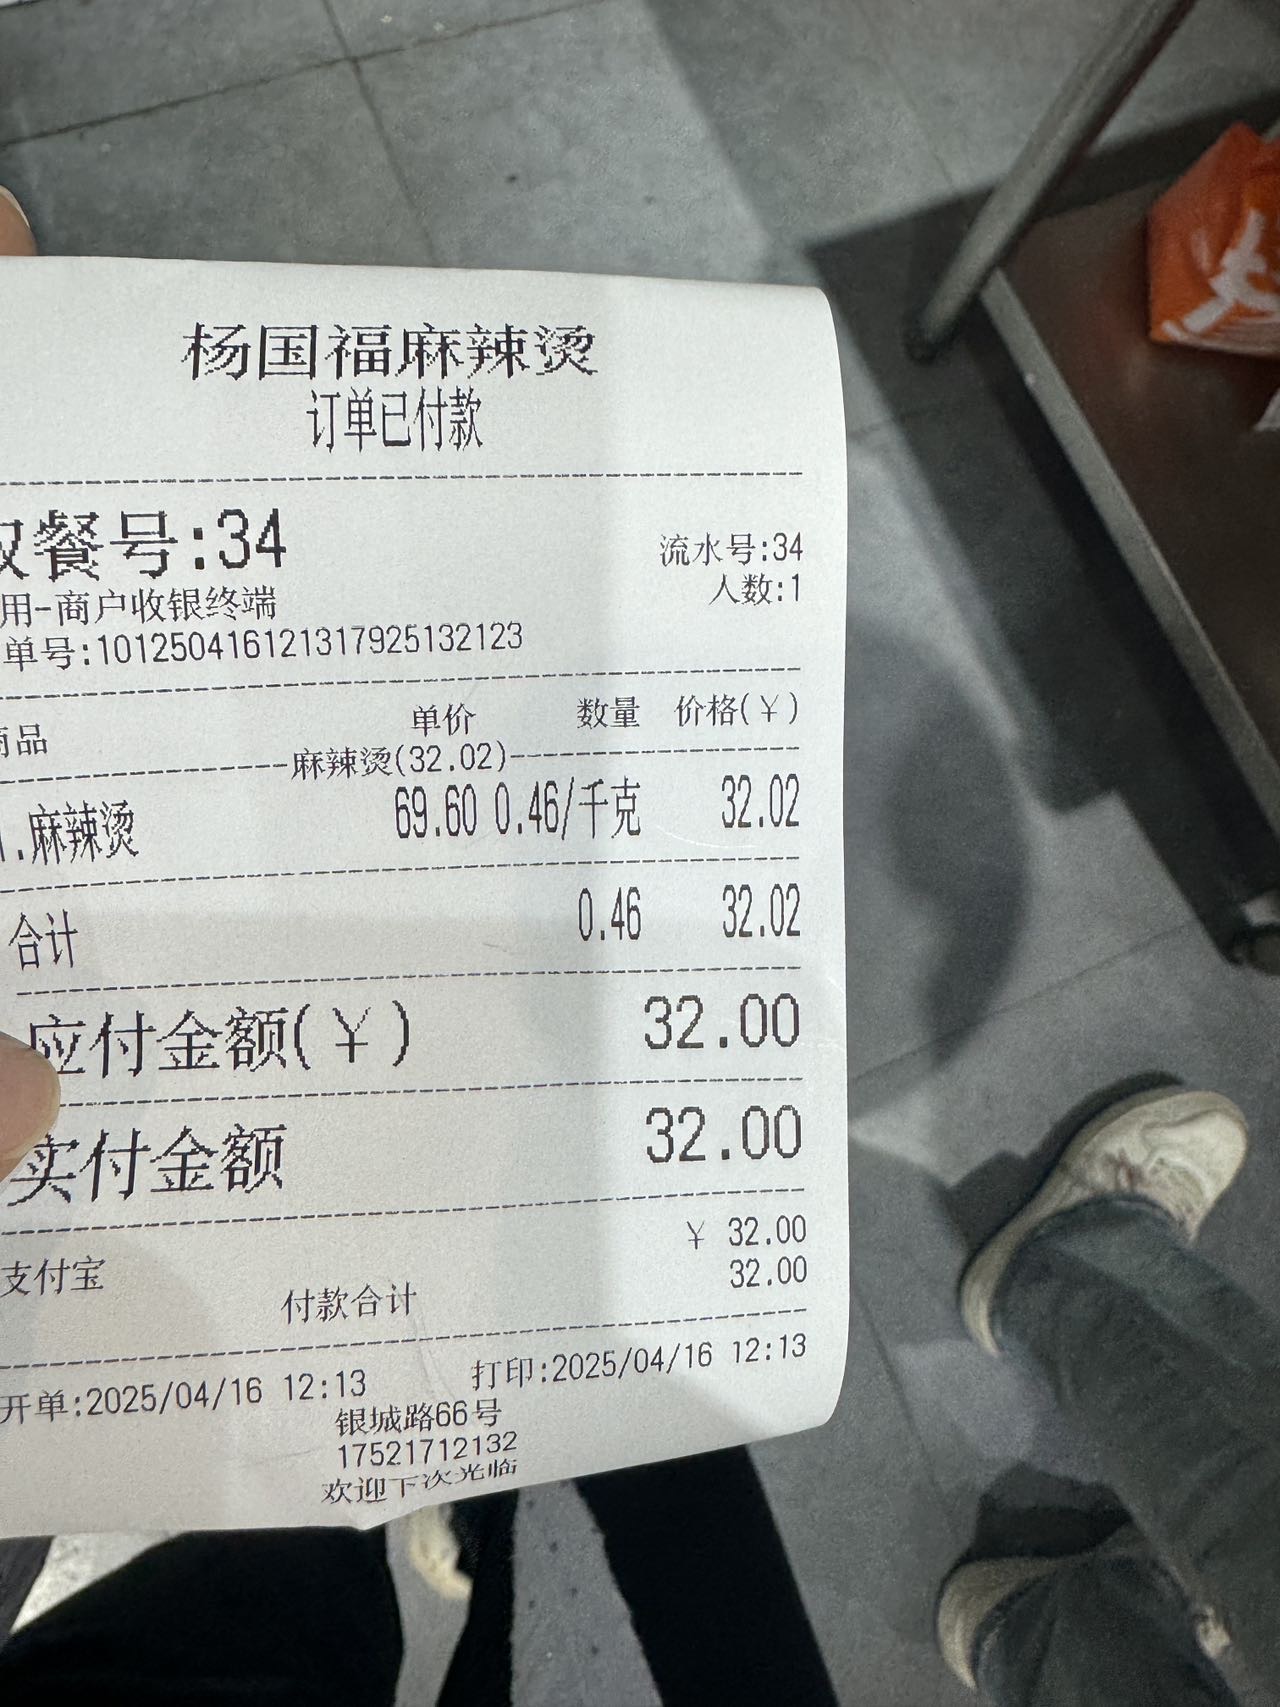 杨国福麻辣烫
订单已付款
取餐号:34
流水号:34
人数:1
用-商户收银终端
单号:101250416121317925132123
商品 单价 数量 价格(¥)
麻辣烫(32.02)
1.麻辣烫 69.60 0.46/千克 32.02
合计 0.46 32.02
应付金额(¥) 32.00
实付金额 32.00
支付宝 ¥ 32.00
付款合计 32.00
开单:2025/04/16 12:13 打印:2025/04/16 12:13
银城路66号
17521712132
欢迎下次光临